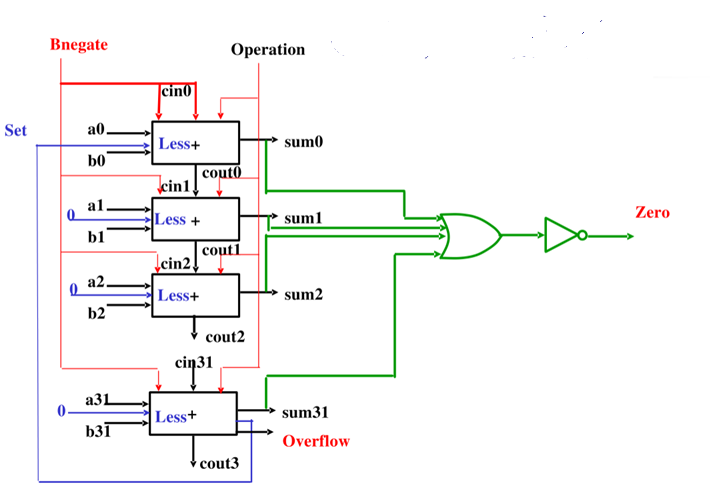 Bnegate
Operation
cin0
Set
a0
Less+
sum0
b0
cout0
cin1
a1
0
Less +
sum1
Zero
b1
cout1
cin2
a2
0
Less+
sum2
b2
cout2
cin31
a31
0
Less+
sum31
b31
Overflow
cout3